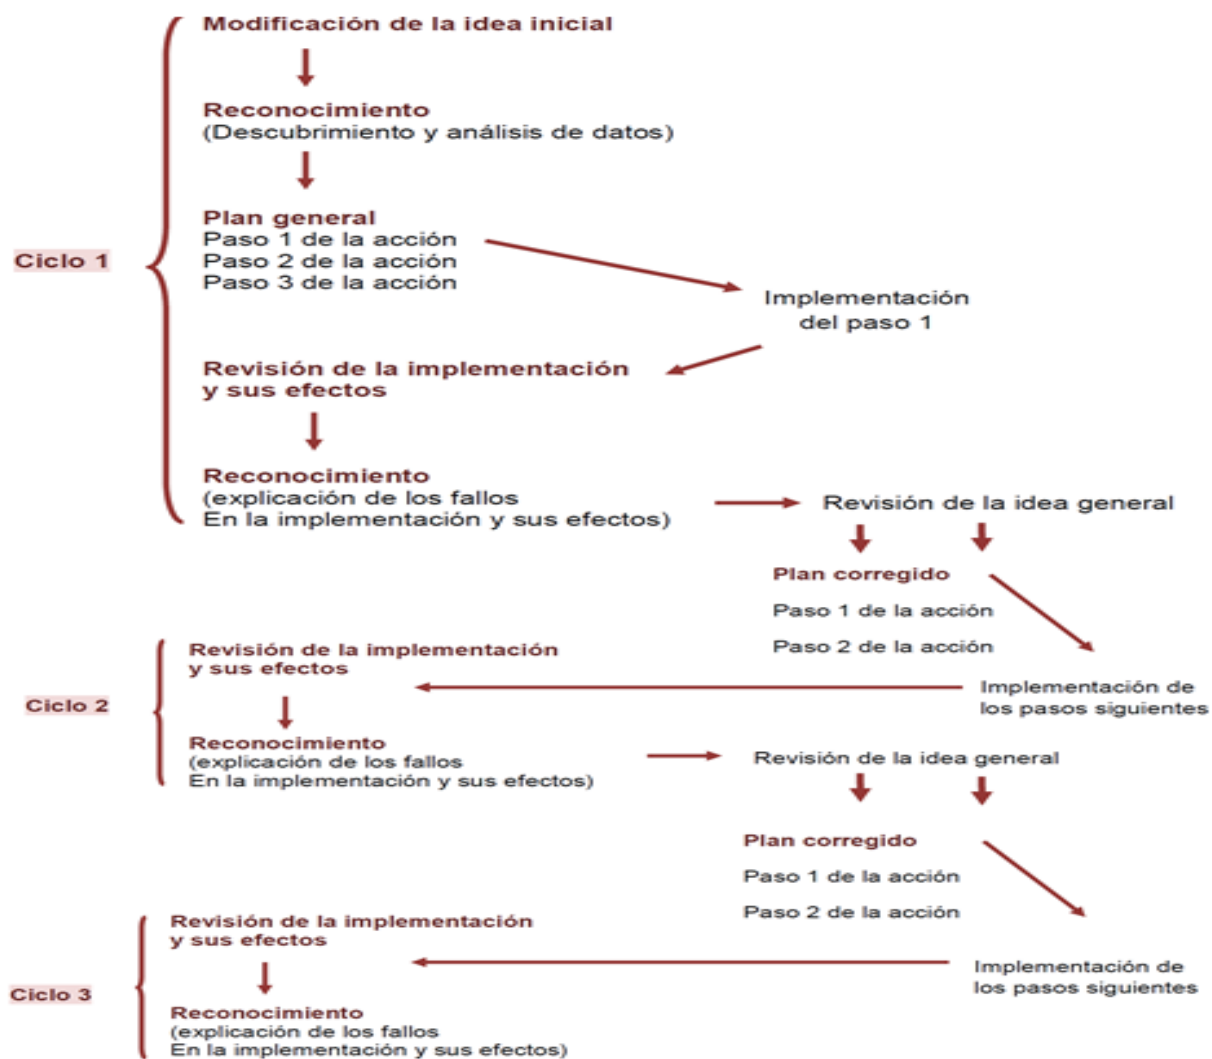 Modificación de la idea inicial
Reconocimiento
(Descubrimiento y análisis de datos)
Plan general
Paso 1 de la acción
Paso 2 de la acción
Paso 3 de la acción
Ciclo 1
Implementación
del paso 1
Revisión de la implementación
y sus efectos
Reconocimiento
(explicación de los fallos
En la implementación y sus efectos)
Revisión de la idea general
Plan corregido
Paso 1 de la acción
Paso 2 de la acción
Implementación de
los pasos siguientes
Ciclo 2
Revisión de la implementación
y sus efectos
Reconocimiento
(explicación de los fallos
En la implementación y sus efectos)
Revisión de la idea general
Plan corregido
Paso 1 de la acción
Paso 2 de la acción
Implementación de
los pasos siguientes
Ciclo 3
Revisión de la implementación
y sus efectos
Reconocimiento
(explicación de los fallos
En la implementación y sus efectos)